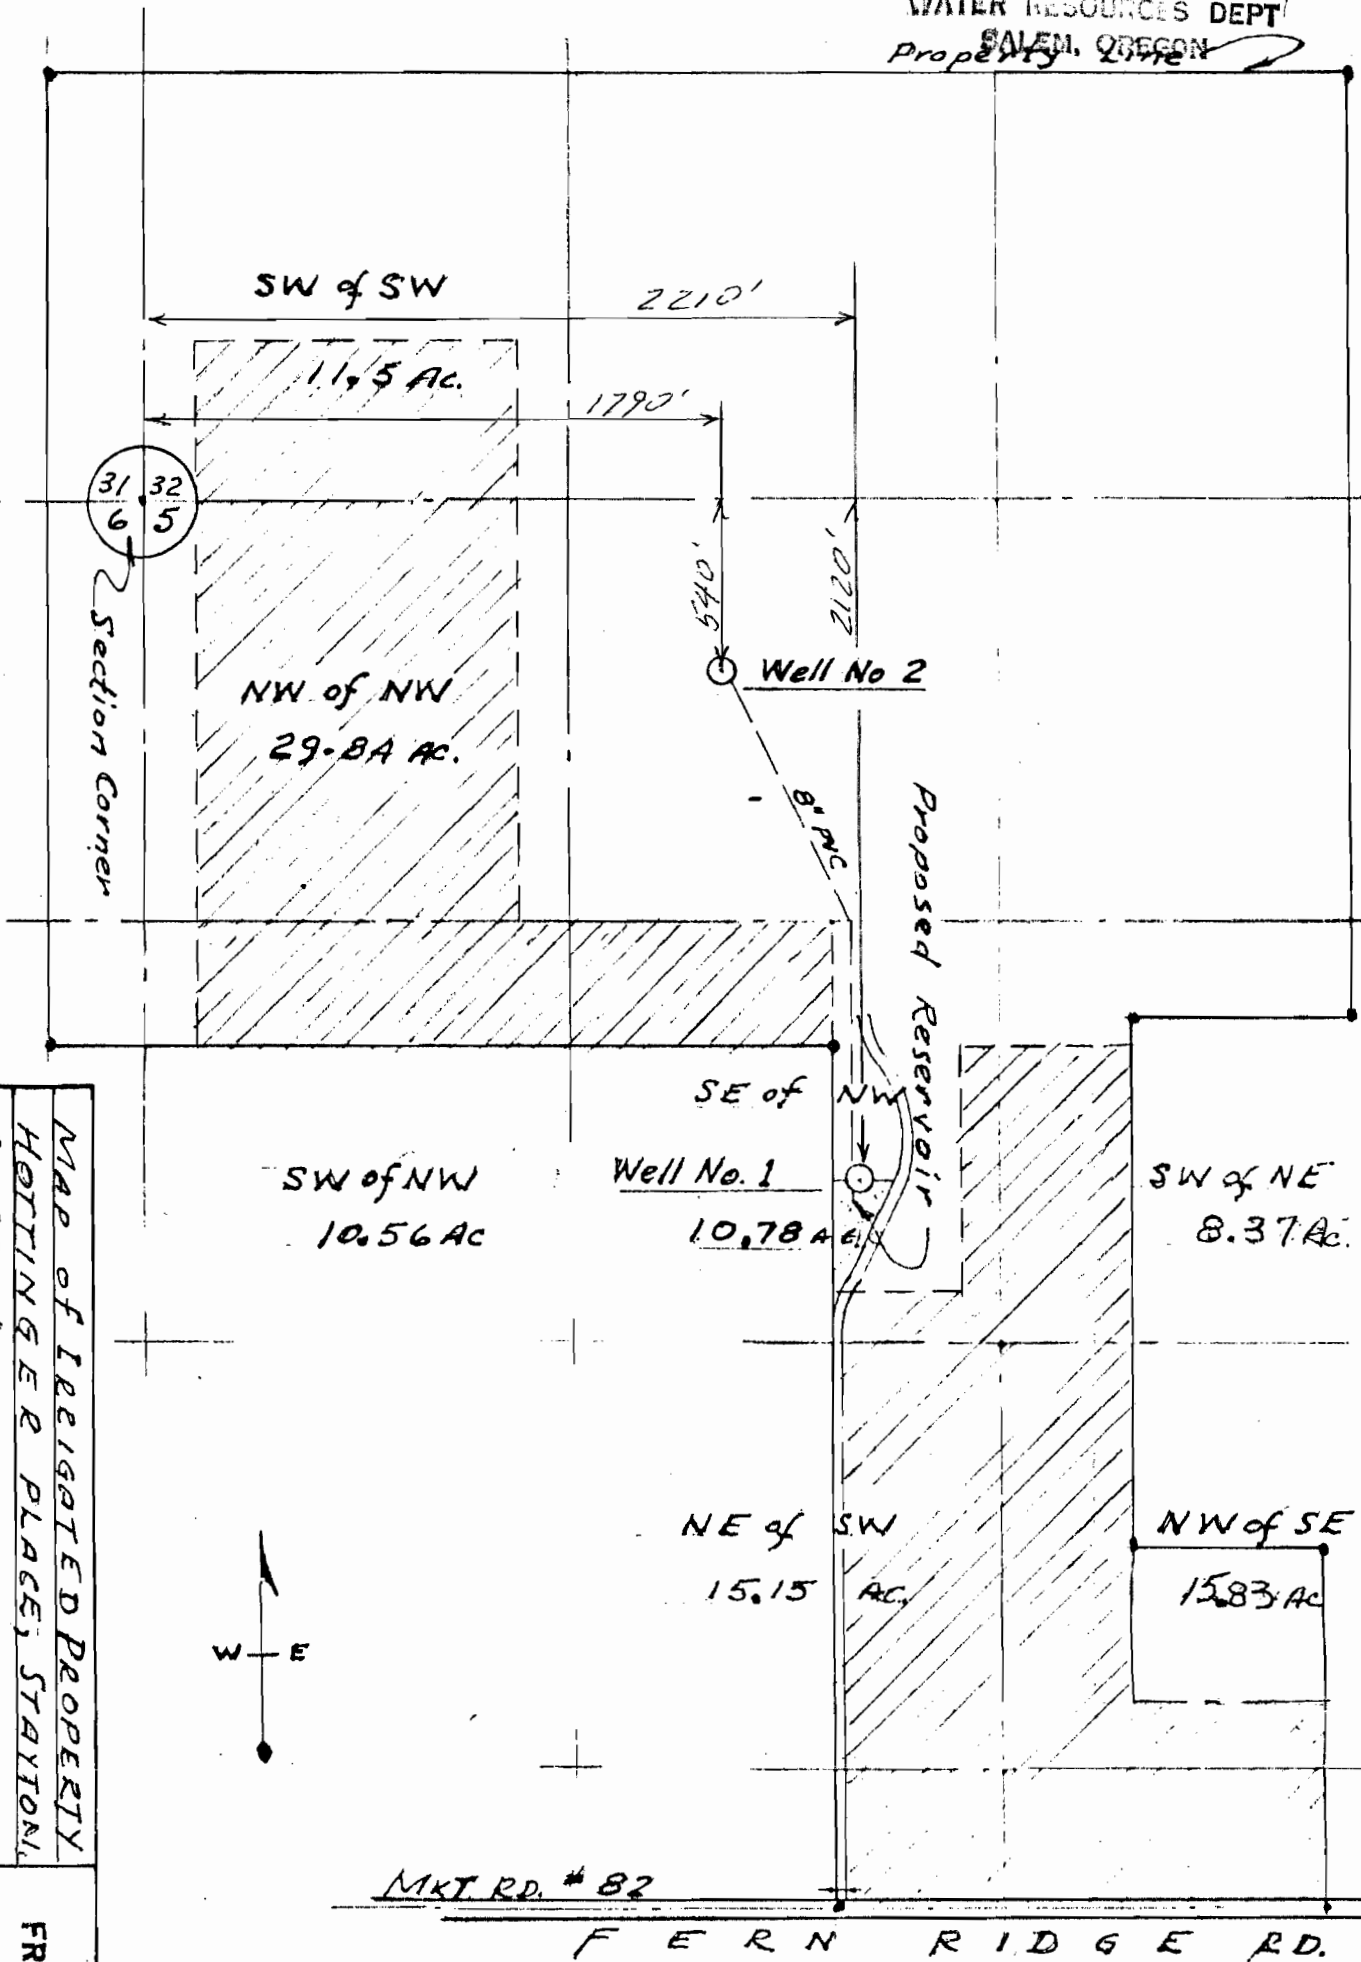 WATER RESOURCES DEPT
SALEM, OREGON
Property Line
SW of SW
2210'
11.5 Ac.
1790'
31 32
6 5
Section Corner
540'
2120'
Well No 2
NW of NW
29.8A Ac.
8" PVC
Proposed Reservoir
SE of NW
Well No. 1
10.78 Ac.
SW of NW
10.56 Ac
SW of NE
8.37 Ac.
NE of SW
15.15 Ac.
NW of SE
15.83 Ac
W E
MAP of IRRIGATED PROPERTY
HOTTINGER PLACE, STAYTON,
MKT. RD. # 82
FERN RIDGE RD.
FR